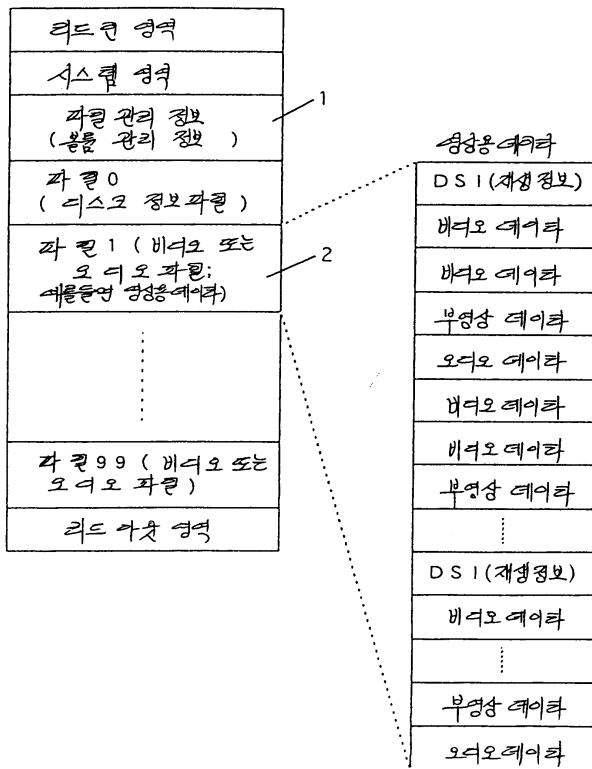 리드인 영역
시스템 영역
파일 관리 정보
(볼륨 관리 정보 )
1
파일0
( 디스크 정보파일 )
파일1 ( 비디오 또는
오디오 파일;
예를들면 영상용데이타)
2
파일99 ( 비디오 또는
오디오 파일 )
리드 아웃 영역
영상용 데이타
DSI(재생정보)
비디오 데이타
비디오 데이타
부영상 데이타
오디오 데이타
비디오 데이타
비디오 데이타
부영상 데이타
DSI(재생정보)
비디오 데이타
부영상 데이타
오디오데이타